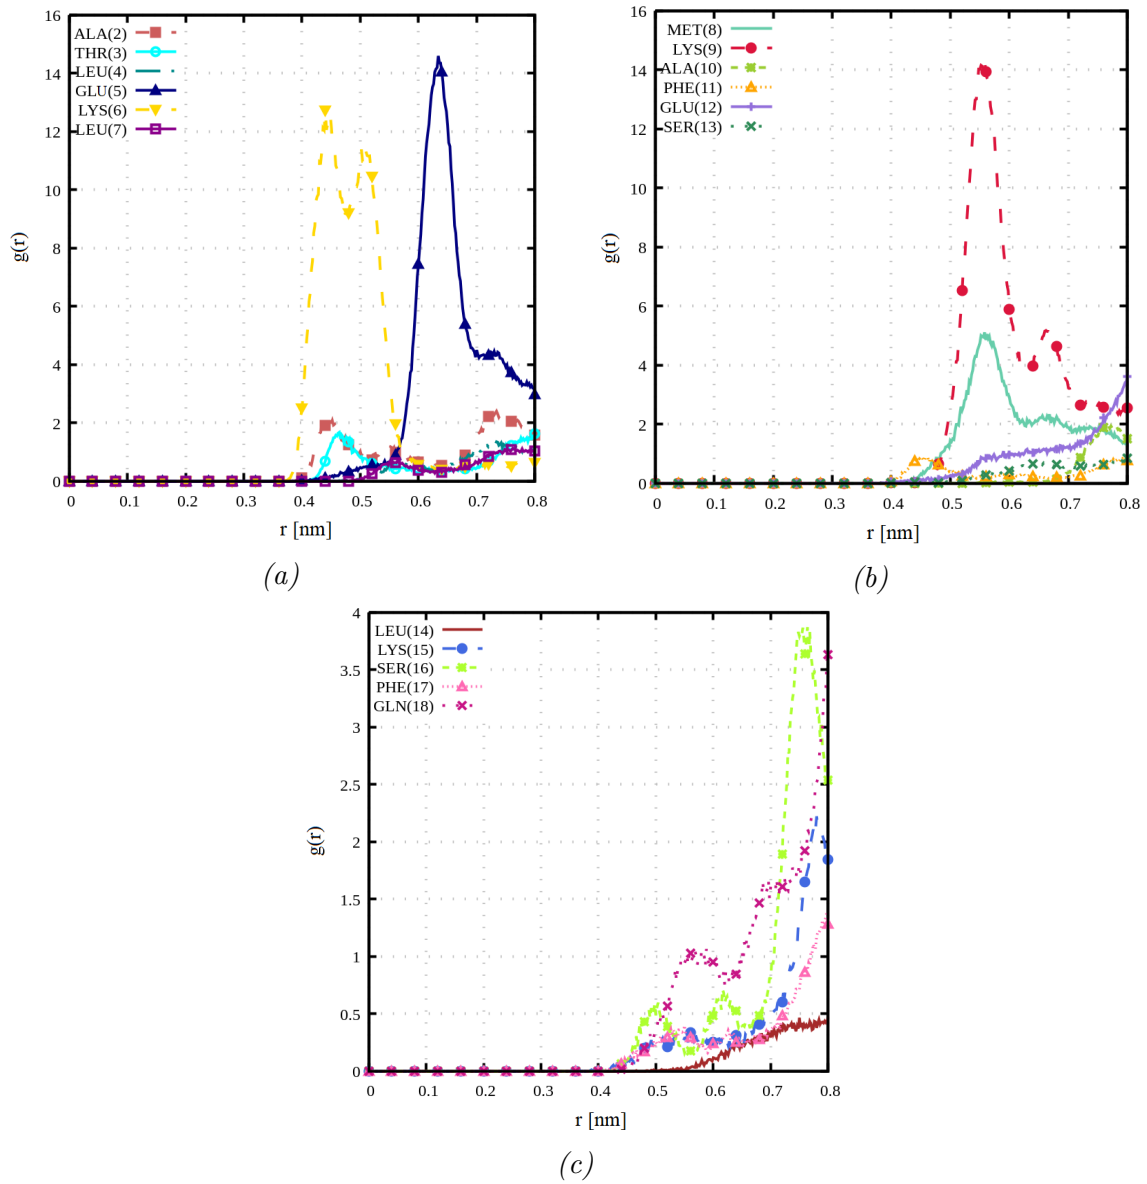 16
14
12
10
8
6
4
2
0
g(r)
ALA(2)
THR(3)
LEU(4)
GLU(5)
LYS(6)
LEU(7)
0 0.1 0.2 0.3 0.4 0.5 0.6 0.7 0.8
r [nm]
(a)
16
14
12
10
8
6
4
2
0
g(r)
MET(8)
LYS(9)
ALA(10)
PHE(11)
GLU(12)
SER(13)
0 0.1 0.2 0.3 0.4 0.5 0.6 0.7 0.8
r [nm]
(b)
4
3.5
3
2.5
2
1.5
1
0.5
0
g(r)
LEU(14)
LYS(15)
SER(16)
PHE(17)
GLN(18)
0 0.1 0.2 0.3 0.4 0.5 0.6 0.7 0.8
r [nm]
(c)